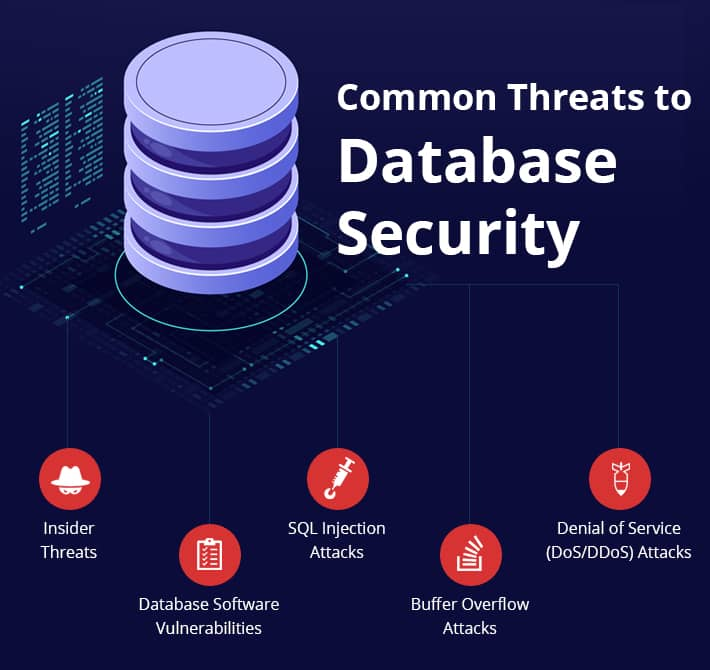 Common Threats to
Database
Security
Insider
Threats
Database Software
Vulnerabilities
SQL Injection
Attacks
Buffer Overflow
Attacks
Denial of Service
(DoS/DDoS) Attacks